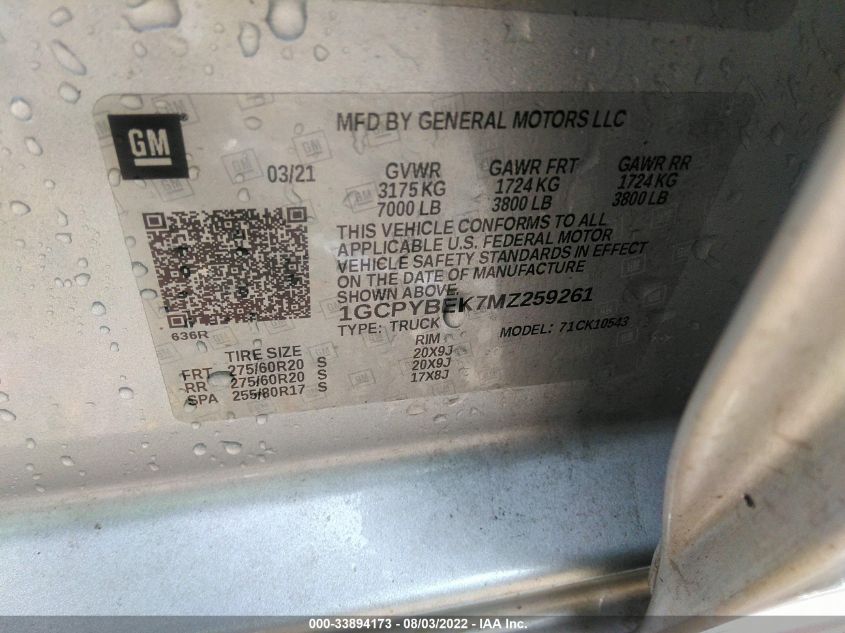 GM
MFD BY GENERAL MOTORS LLC
03/21
GVWR GAWR FRT GAWR RR
3175 KG 1724 KG 1724 KG
7000 LB 3800 LB 3800 LB
THIS VEHICLE CONFORMS TO ALL
APPLICABLE U.S. FEDERAL MOTOR
VEHICLE SAFETY STANDARDS IN EFFECT
ON THE DATE OF MANUFACTURE
SHOWN ABOVE.
1GCPYBEK7MZ259261
TYPE: TRUCK MODEL: 71CK10543
636R
TIRE SIZE RIM
FRT 275/60R20 S 20X9J
RR 275/60R20 S 20X9J
SPA 255/80R17 S 17X8J
000-33894173 - 08/03/2022 - IAA Inc.